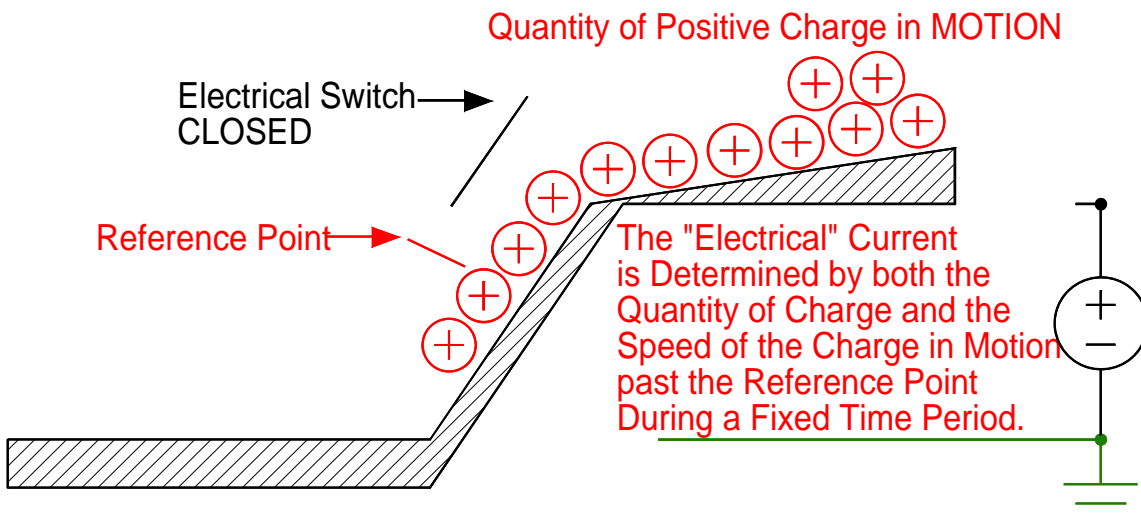 Quantity of Positive Charge in MOTION
Electrical Switch
CLOSED
Reference Point
The "Electrical" Current
is Determined by both the
Quantity of Charge and the
Speed of the Charge in Motion
past the Reference Point
During a Fixed Time Period.